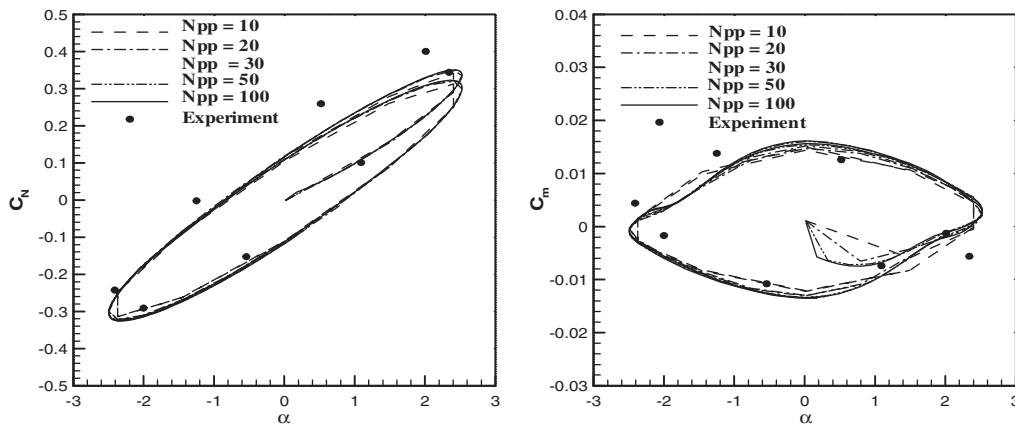 0.5
0.4
0.3
0.2
0.1
0
-0.1
-0.2
-0.3
-0.4
-0.5
C_N
-3 -2 -1 0 1 2 3
α
Npp = 10
Npp = 20
Npp = 30
Npp = 50
Npp = 100
Experiment
0.04
0.03
0.02
0.01
0
-0.01
-0.02
-0.03
C_m
-3 -2 -1 0 1 2 3
α
Npp = 10
Npp = 20
Npp = 30
Npp = 50
Npp = 100
Experiment